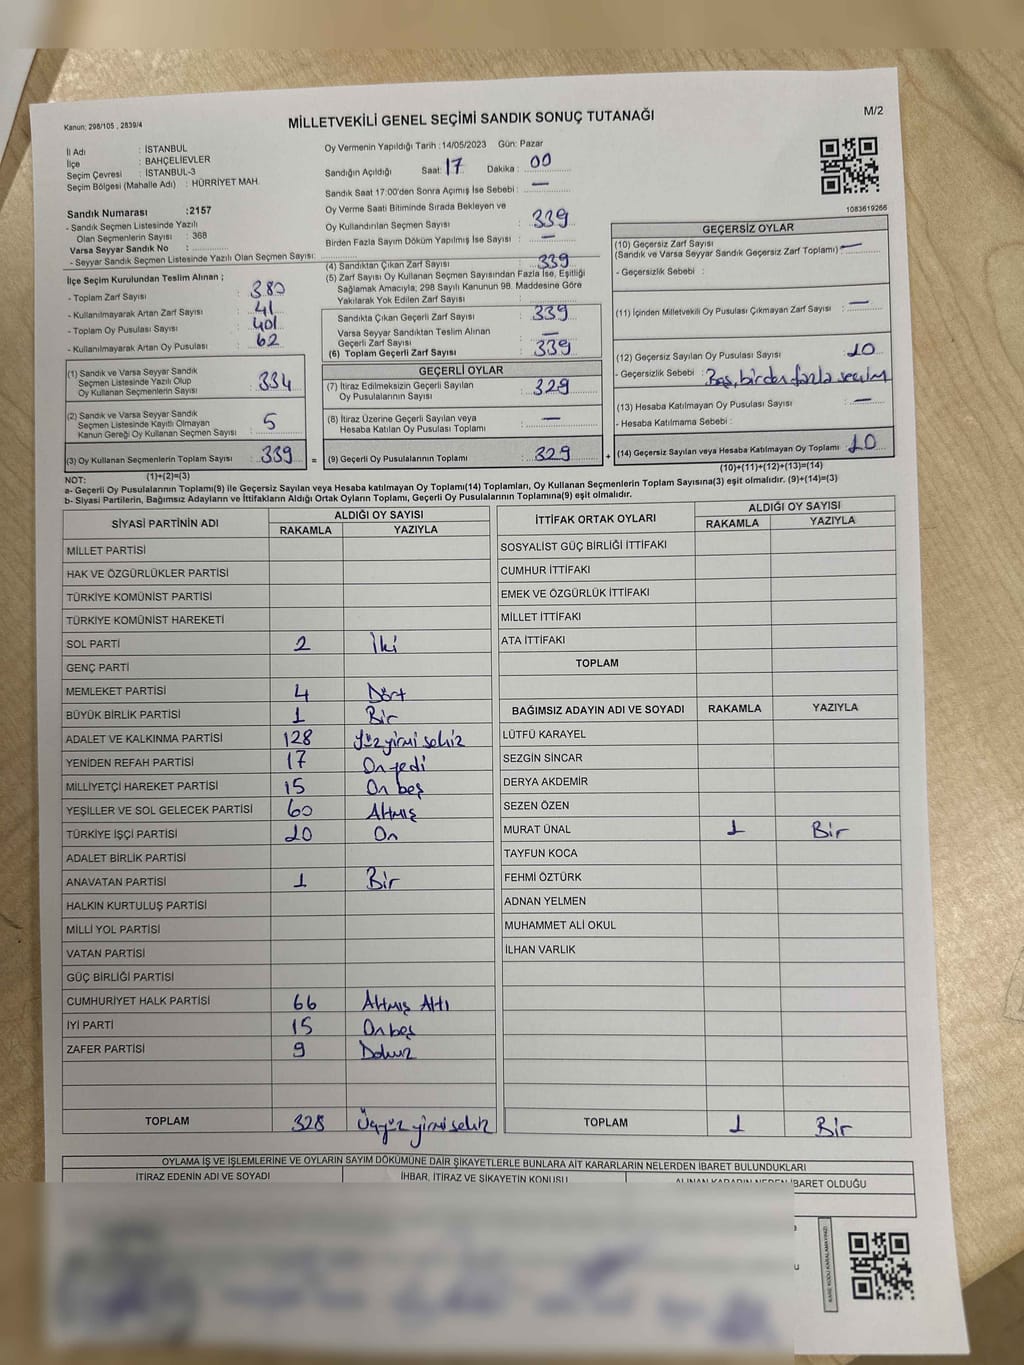 Kanun; 298/105 , 2839/4
MİLLETVEKİLİ GENEL SEÇİMİ SANDIK SONUÇ TUTANAĞI
M/2
İl Adı : İSTANBUL
İlçe : BAHÇELİEVLER
Seçim Çevresi : İSTANBUL-3
Seçim Bölgesi (Mahalle Adı) : HÜRRİYET MAH.
Sandık Numarası :2157
- Sandık Seçmen Listesinde Yazılı
Olan Seçmenlerin Sayısı : 368
Varsa Seyyar Sandık No :
- Seyyar Sandık Seçmen Listesinde Yazılı Olan Seçmen Sayısı:
Oy Vermenin Yapıldığı Tarih :14/05/2023 Gün: Pazar
Sandığın Açıldığı Saat: 17 Dakika : 00
Sandık Saat 17:00'den Sonra Açılmış İse Sebebi : —
Oy Verme Saati Bitiminde Sırada Bekleyen ve
Oy Kullandırılan Seçmen Sayısı : 339
Birden Fazla Sayım Döküm Yapılmış İse Sayısı : —
1083619266
İlçe Seçim Kurulundan Teslim Alınan ;
- Toplam Zarf Sayısı : 380
- Kullanılmayarak Artan Zarf Sayısı : 41
- Toplam Oy Pusulası Sayısı : 401
- Kullanılmayarak Artan Oy Pusulası : 62
(1) Sandık ve Varsa Seyyar Sandık
Seçmen Listesinde Yazılı Olup
Oy Kullanan Seçmenlerin Sayısı : 334
(2) Sandık ve Varsa Seyyar Sandık
Seçmen Listesinde Kayıtlı Olmayan
Kanun Gereği Oy Kullanan Seçmen Sayısı : 5
(3) Oy Kullanan Seçmenlerin Toplam Sayısı : 339
(1)+(2)=(3)
(4) Sandıktan Çıkan Zarf Sayısı : 339
(5) Zarf Sayısı Oy Kullanan Seçmen Sayısından Fazla İse, Eşitliği
Sağlamak Amacıyla; 298 Sayılı Kanunun 98. Maddesine Göre
Yakılarak Yok Edilen Zarf Sayısı :
Sandıkta Çıkan Geçerli Zarf Sayısı : 339
Varsa Seyyar Sandıktan Teslim Alınan
Geçerli Zarf Sayısı : —
(6) Toplam Geçerli Zarf Sayısı : 339
GEÇERLİ OYLAR
(7) İtiraz Edilmeksizin Geçerli Sayılan
Oy Pusulasının Sayısı : 329
(8) İtiraz Üzerine Geçerli Sayılan veya
Hesaba Katılan Oy Pusulası Toplamı : —
= (9) Geçerli Oy Pusulalarının Toplamı : 329
GEÇERSİZ OYLAR
(10) Geçersiz Zarf Sayısı
(Sandık ve Varsa Seyyar Sandık Geçersiz Zarf Toplamı) : —
- Geçersizlik Sebebi :
(11) İçinden Milletvekili Oy Pusulası Çıkmayan Zarf Sayısı : —
(12) Geçersiz Sayılan Oy Pusulası Sayısı : 10
- Geçersizlik Sebebi : Boş, birden fazla seçim
(13) Hesaba Katılmayan Oy Pusulası Sayısı : —
- Hesaba Katılmama Sebebi :
+ (14) Geçersiz Sayılan veya Hesaba Katılmayan Oy Toplamı : 10
(10)+(11)+(12)+(13)=(14)
NOT:
a- Geçerli Oy Pusulalarının Toplamı(9) ile Geçersiz veya Hesaba katılmayan Oy Toplamı(14) Toplamları, Oy Kullanan Seçmenlerin Toplam Sayısına(3) eşit olmalıdır. (9)+(14)=(3)
b- Siyasi Partilerin, Bağımsız Adayların ve İttifakların Aldığı Ortak Oyların Toplamı, Geçerli Oy Pusulalarının Toplamına(9) eşit olmalıdır.
SİYASİ PARTİNİN ADI ALDIĞI OY SAYISI
RAKAMLA YAZIYLA
MİLLET PARTİSİ
HAK VE ÖZGÜRLÜKLER PARTİSİ
TÜRKİYE KOMÜNİST PARTİSİ
TÜRKİYE KOMÜNİST HAREKETİ
SOL PARTİ 2 İki
GENÇ PARTİ
MEMLEKET PARTİSİ 4 Dört
BÜYÜK BİRLİK PARTİSİ 1 Bir
ADALET VE KALKINMA PARTİSİ 128 Yüz yirmi sekiz
YENİDEN REFAH PARTİSİ 17 On yedi
MİLLİYETÇİ HAREKET PARTİSİ 15 On beş
YEŞİLLER VE SOL GELECEK PARTİSİ 60 Altmış
TÜRKİYE İŞÇİ PARTİSİ 10 On
ADALET BİRLİK PARTİSİ
ANAVATAN PARTİSİ 1 Bir
HALKIN KURTULUŞ PARTİSİ
MİLLİ YOL PARTİSİ
VATAN PARTİSİ
GÜÇ BİRLİĞİ PARTİSİ
CUMHURİYET HALK PARTİSİ 66 Altmış Altı
İYİ PARTİ 15 On beş
ZAFER PARTİSİ 9 Dokuz
TOPLAM 328 Üçyüz yirmi sekiz
İTTİFAK ORTAK OYLARI ALDIĞI OY SAYISI
RAKAMLA YAZIYLA
SOSYALİST GÜÇ BİRLİĞİ İTTİFAKI
CUMHUR İTTİFAKI
EMEK VE ÖZGÜRLÜK İTTİFAKI
MİLLET İTTİFAKI
ATA İTTİFAKI
TOPLAM
BAĞIMSIZ ADAYIN ADI VE SOYADI RAKAMLA YAZIYLA
LÜTFÜ KARAYEL
SEZGİN SİNCAR
DERYA AKDEMİR
SEZEN ÖZEN
MURAT ÜNAL 1 Bir
TAYFUN KOCA
FEHMİ ÖZTÜRK
ADNAN YELMEN
MUHAMMET ALİ OKUL
İLHAN VARLIK
TOPLAM 1 Bir
OYLAMA İŞ VE İŞLEMLERİNE VE OYLARIN SAYIM DÖKÜMÜNE DAİR ŞİKAYETLERLE BUNLARA AİT KARARLARIN NELERDEN İBARET BULUNDUKLARI
İTİRAZ EDENİN ADI VE SOYADI İHBAR, İTİRAZ VE ŞİKAYETİN KONUSU ALINAN KARARIN NEDEN İBARET OLDUĞU
KARE KODU KARALAMAYINIZ